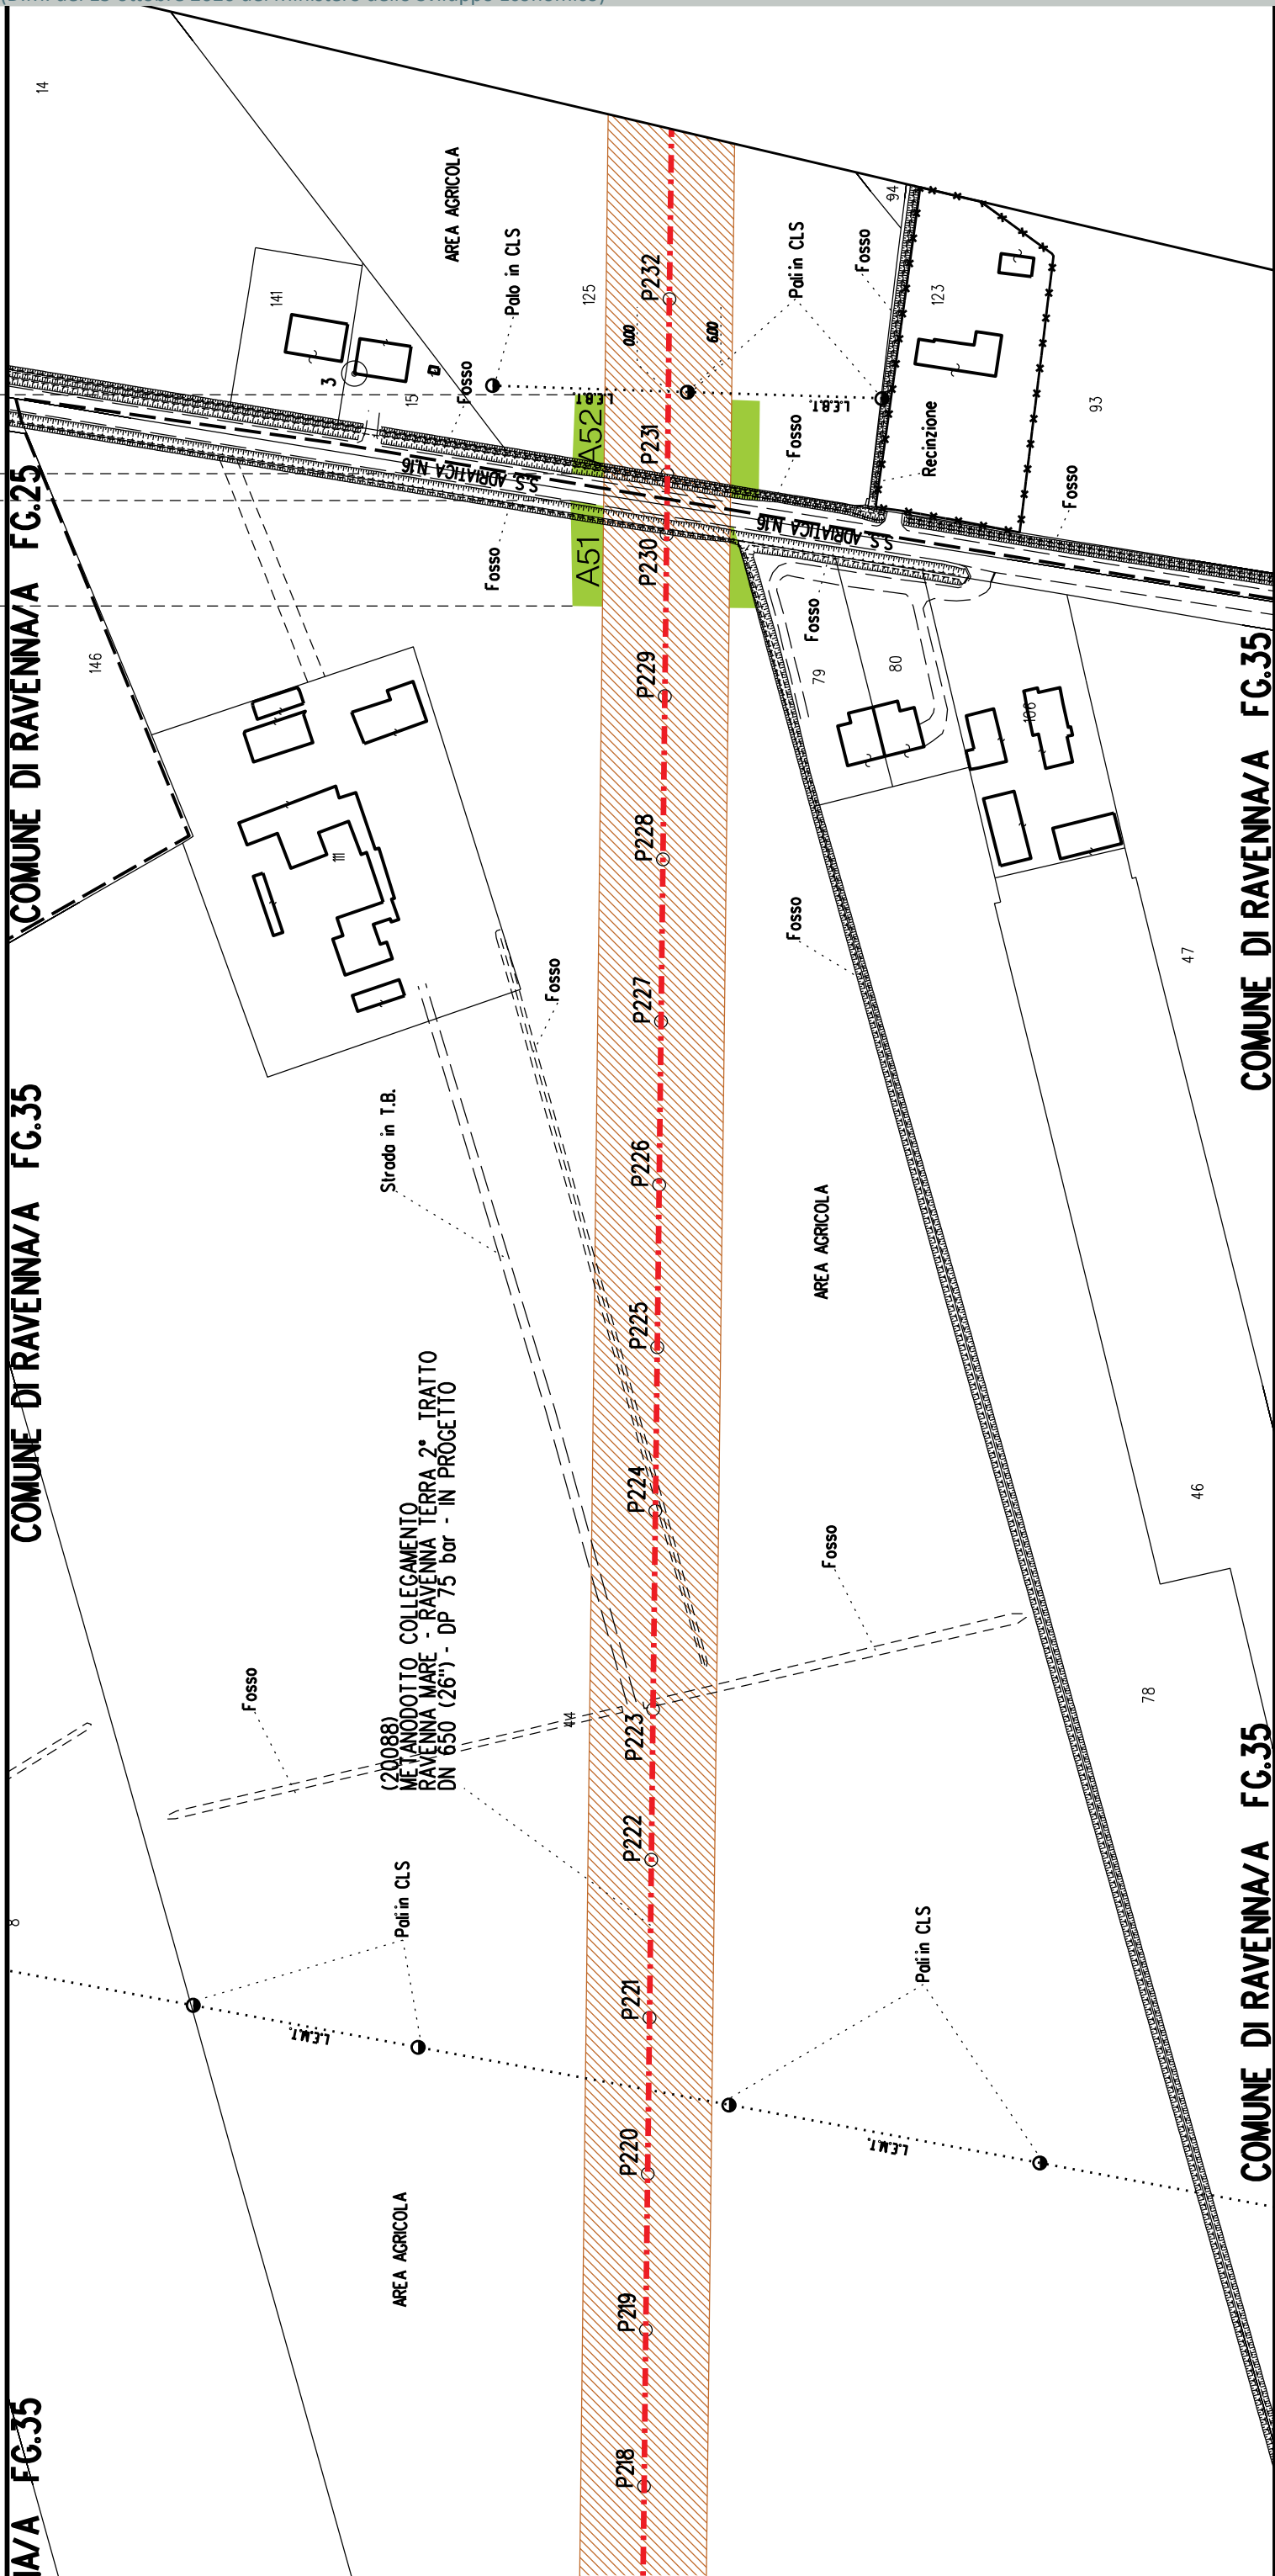 14
AREA AGRICOLA
141
3
15
Fosso
Palo in CLS
125
P232
0.00
6.00
Pali in CLS
Fosso
94
123
93
Recinzione
Fosso
Fosso
L.E.B.T.
L.E.B.T.
A52
P231
S.S. ADRIATICA N.16
S.S. ADRIATICA N.16
COMUNE DI RAVENNA/A FG.25
Fosso
A51
P230
Fosso
146
79
80
106
P229
P228
P227
Fosso
Fosso
47
COMUNE DI RAVENNA/A FG.35
COMUNE DI RAVENNA/A FG.35
Strada in T.B.
P226
AREA AGRICOLA
P225
P224
46
Fosso
(20088)
METANODOTTO COLLEGAMENTO
RAVENNA MARE - RAVENNA TERRA 2° TRATTO
DN 650 (26") - DP 75 bar - IN PROGETTO
Fosso
44
P223
78
P222
8
Pali in CLS
Pali in CLS
COMUNE DI RAVENNA/A FG.35
P221
L.E.M.T.
L.E.M.T.
P220
AREA AGRICOLA
P219
P218
NA/A FG.35